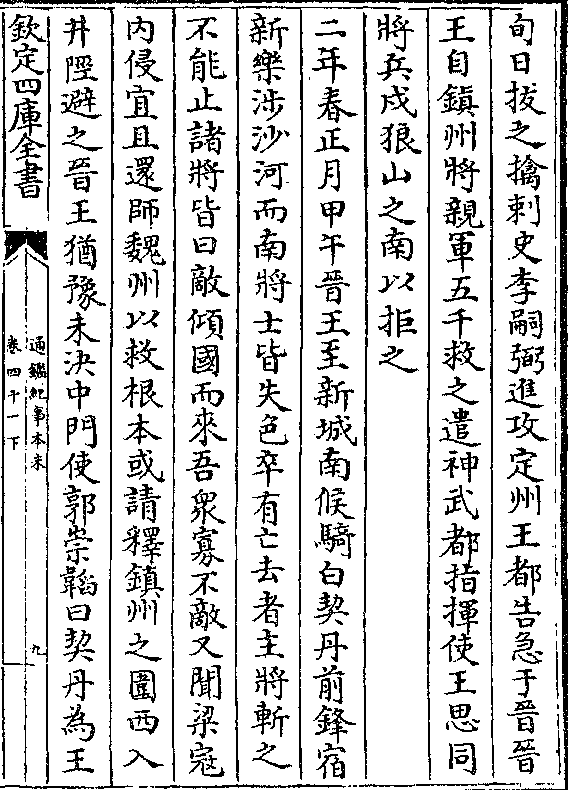 旬日抜之擒刺史李嗣弼進攻定州王都告急于晉晉
王自鎮州將親軍五千救之遣神武都指揮使王思同
將兵戍狼山之南以拒之
二年春正月甲午晉王至新城南候騎白契丹前鋒宿
新樂涉沙河而南將士皆失色卒有亡去者主將斬之
不能止諸將皆曰敵傾國而來吾衆寡不敵又聞梁寇
内侵宜且還師魏州以救根本或請釋鎮州之圍西入
井陘避之晉王猶豫未決中門使郭崇韜曰契丹為王
欽定四庫全書
通鑑紀事本末
卷四十一下
九